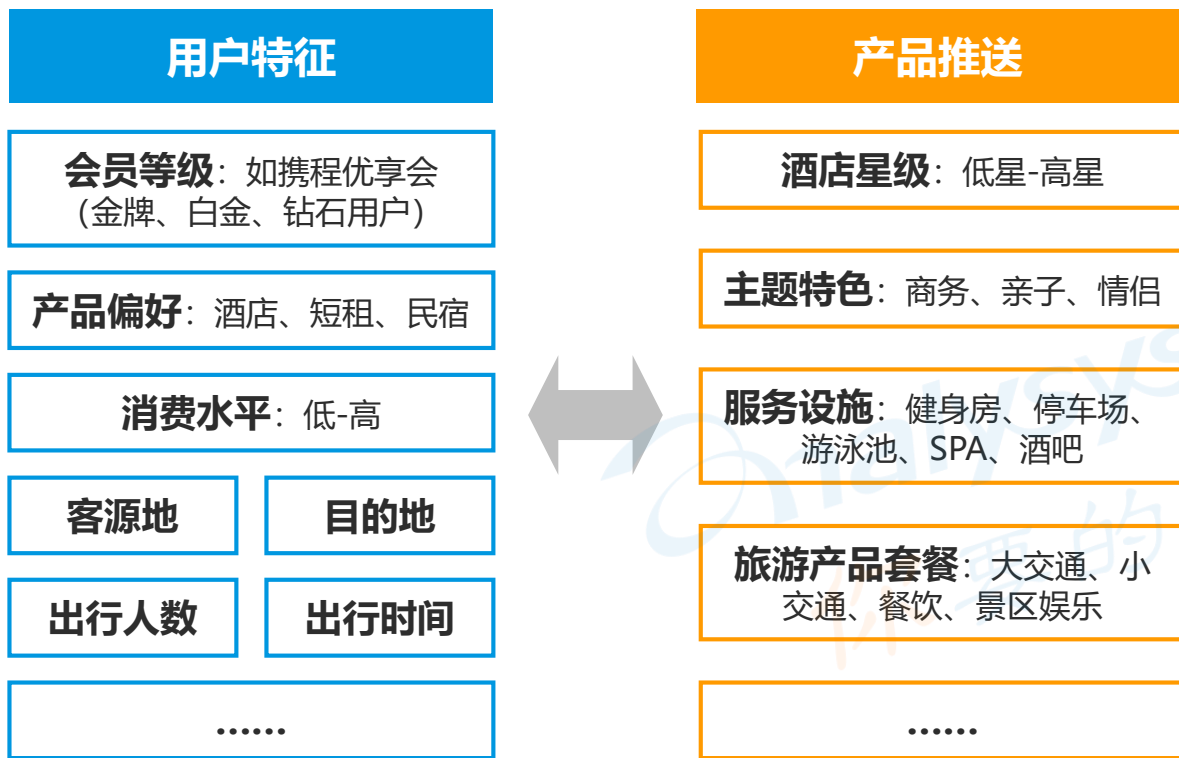 用户特征
会员等级：如携程优享会
（金牌、白金、钻石用户）
产品偏好：酒店、短租、民宿
消费水平：低-高
客源地
目的地
出行人数
出行时间
......
产品推送
酒店星级：低星-高星
主题特色：商务、亲子、情侣
服务设施：健身房、停车场、
游泳池、SPA、酒吧
旅游产品套餐：大交通、小
交通、餐饮、景区娱乐
......
analysys
你要的